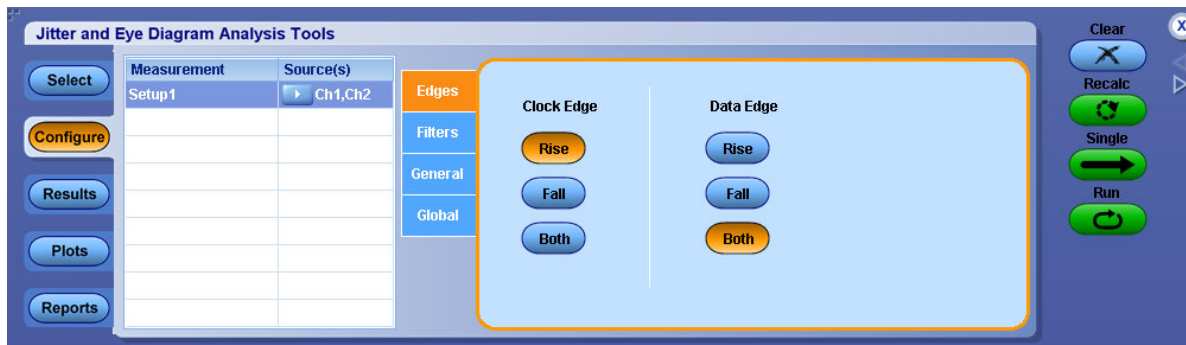 Jitter and Eye Diagram Analysis Tools
Select
Configure
Results
Plots
Reports
Measurement Source(s)
Setup1 Ch1,Ch2
Edges
Filters
General
Global
Clock Edge
Rise
Fall
Both
Data Edge
Rise
Fall
Both
Clear
X
Recalc
Single
Run